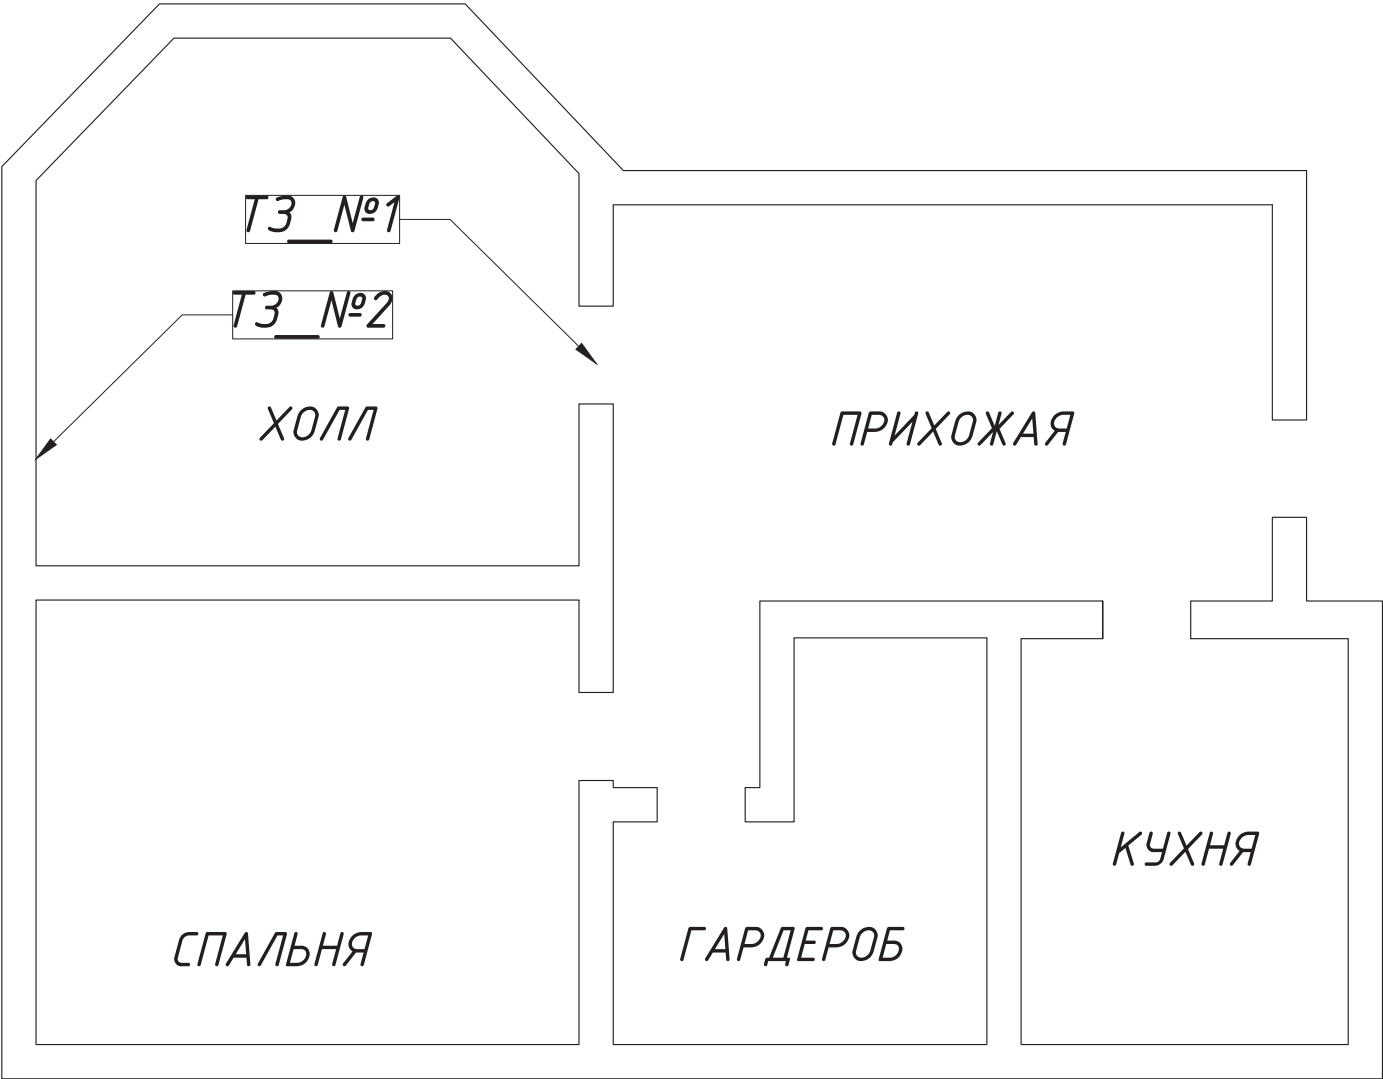 ТЗ_№1
ТЗ_№2
ХОЛЛ
ПРИХОЖАЯ
КУХНЯ
СПАЛЬНЯ
ГАРДЕРОБ